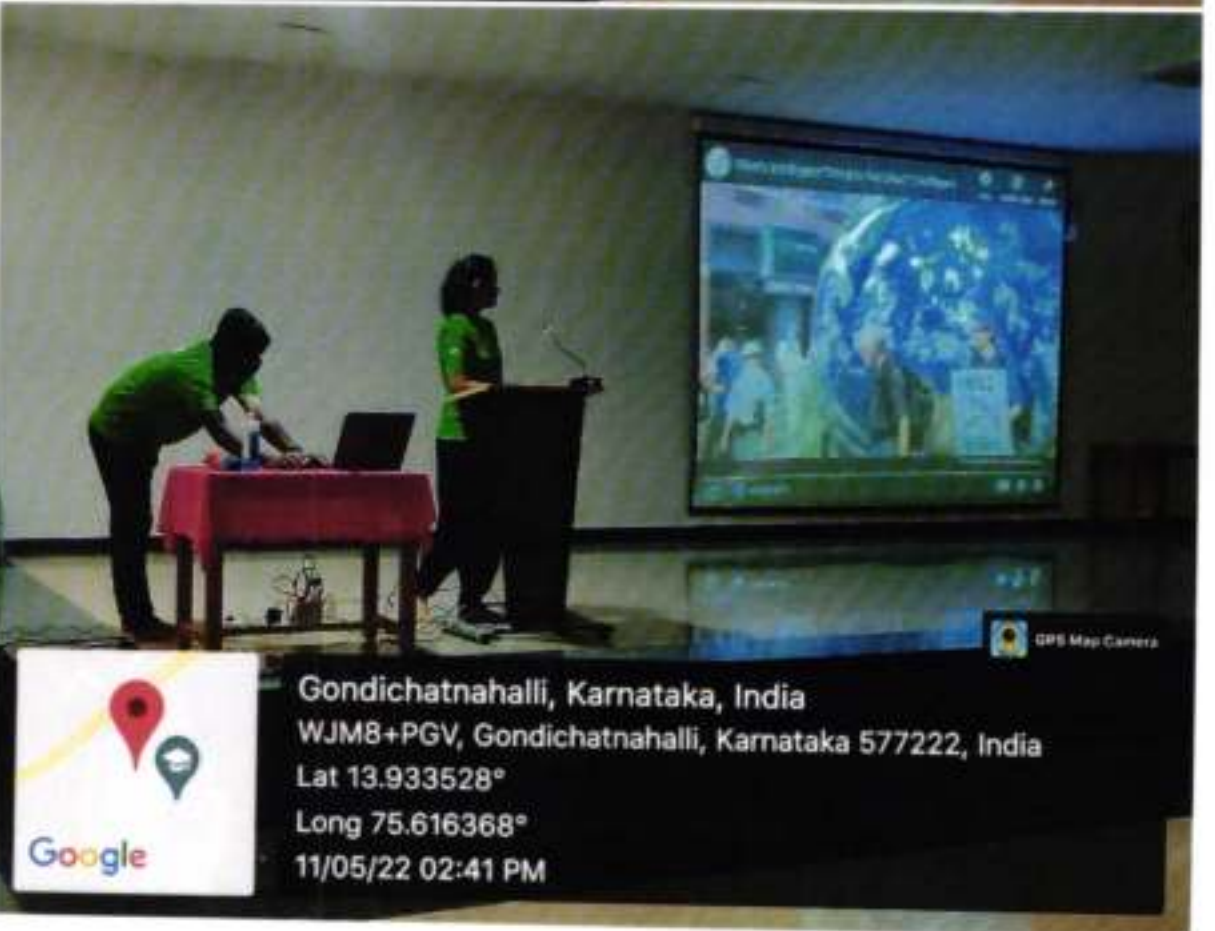 GPS Map Camera
Gondichatnahalli, Karnataka, India
WJM8+PGV, Gondichatnahalli, Karnataka 577222, India
Lat 13.933528°
Long 75.616368°
11/05/22 02:41 PM
Google